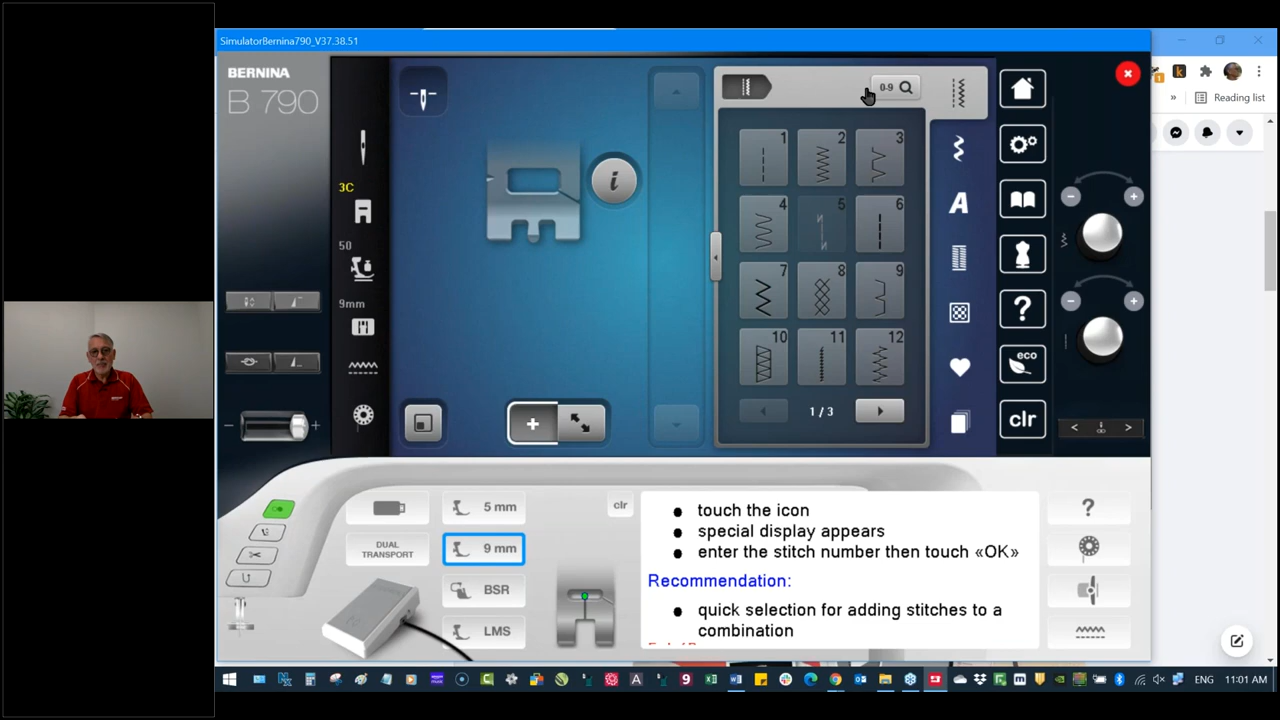 SimulatorBernina790_V37.38.51
BERNINA
B 790
0-9
3C
50
9mm
1
2
3
4
5
6
7
8
9
10
11
12
1 / 3
A
i
?
eco
clr
Reading list
5 mm
DUAL
TRANSPORT
9 mm
BSR
LMS
clr
touch the icon
special display appears
enter the stitch number then touch «OK»
Recommendation:
quick selection for adding stitches to a
combination
?
ENG
11:01 AM